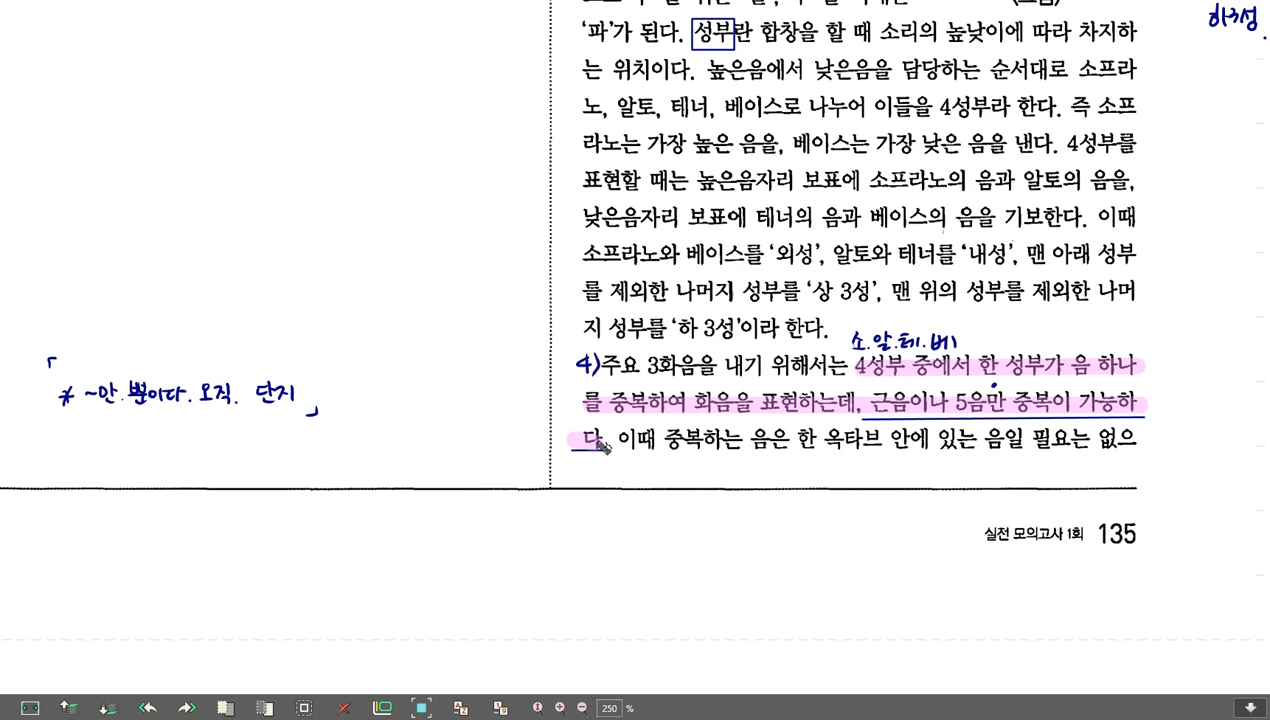 하3성.
'파'가 된다. 성부란 합창을 할 때 소리의 높낮이에 따라 차지하
는 위치이다. 높은음에서 낮은음을 담당하는 순서대로 소프라
노, 알토, 테너, 베이스로 나누어 이들을 4성부라 한다. 즉 소프
라노는 가장 높은 음을, 베이스는 가장 낮은 음을 낸다. 4성부를
표현할 때는 높은음자리 보표에 소프라노의 음과 알토의 음을,
낮은음자리 보표에 테너의 음과 베이스의 음을 기보한다. 이때
소프라노와 베이스를 '외성', 알토와 테너를 '내성', 맨 아래 성부
를 제외한 나머지 성부를 '상 3성', 맨 위의 성부를 제외한 나머
지 성부를 '하 3성'이라 한다.
소.알.테.베
4)주요 3화음을 내기 위해서는 4성부 중에서 한 성부가 음 하나
를 중복하여 화음을 표현하는데, 근음이나 5음만 중복이 가능하
다. 이때 중복하는 음은 한 옥타브 안에 있는 음일 필요는 없으
「
* ~만.뿐이다.오직. 단지
」
실전 모의고사 1회 135
250 %